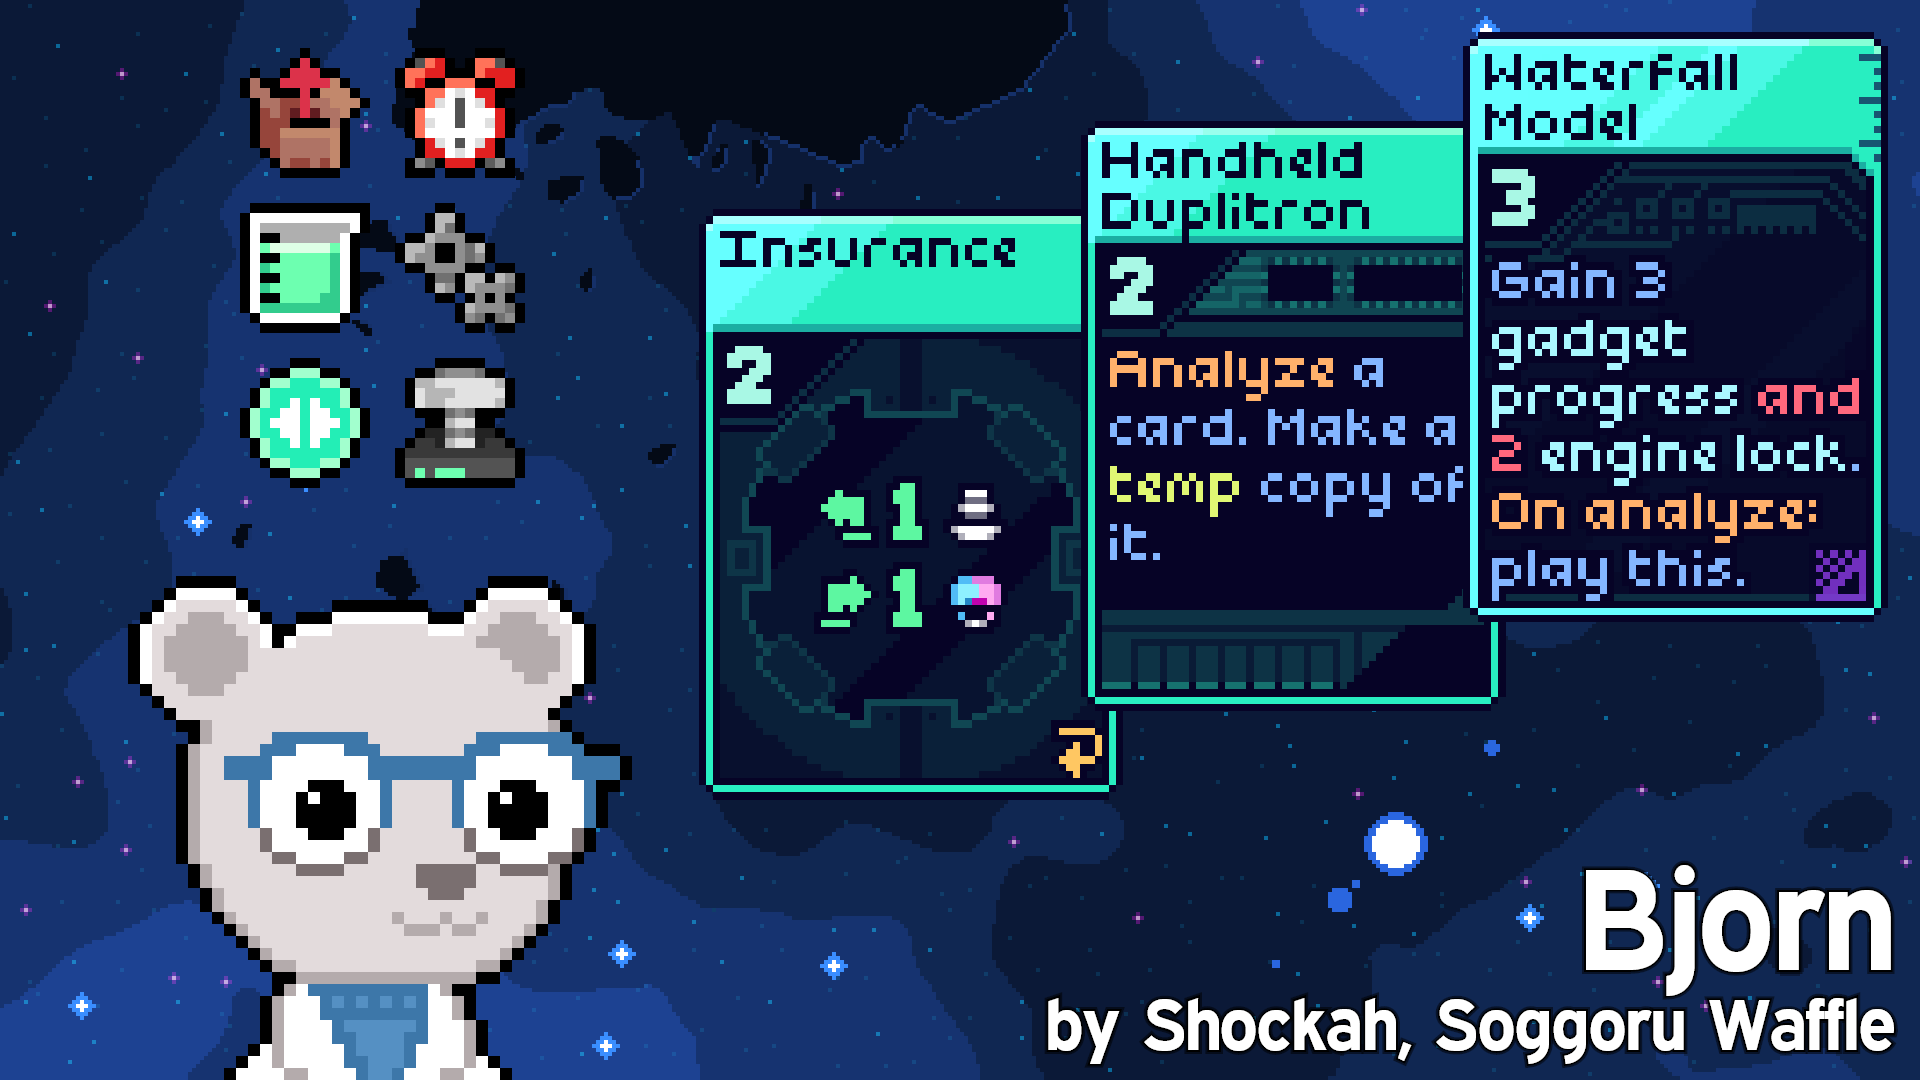 Insurance
2
1
1
Handheld
Duplitron
2
Analyze a
card. Make a
temp copy of
it.
Waterfall
Model
3
Gain 3
gadget
progress and
2 engine lock.
On analyze:
play this.
Bjorn
by Shockah, Soggoru Waffle